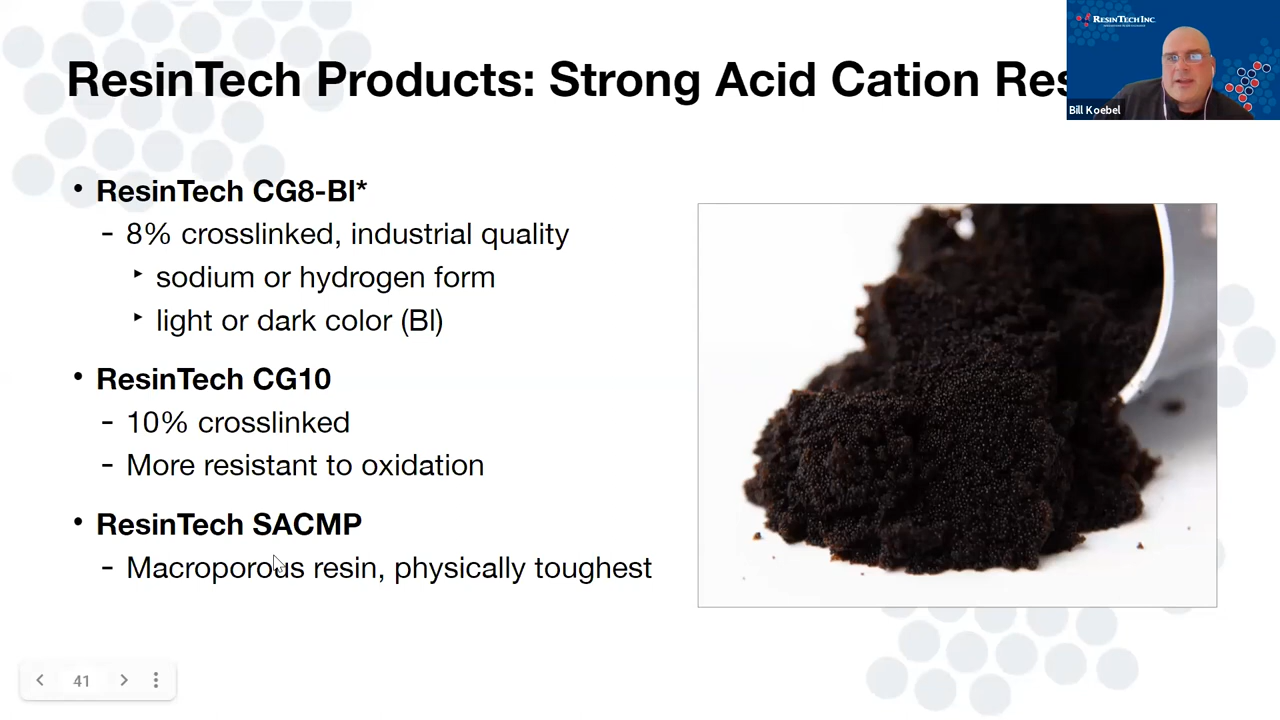 ResinTech Products: Strong Acid Cation Res
RESINTECH INC
Bill Koebel
• ResinTech CG8-Bl*
- 8% crosslinked, industrial quality
‣ sodium or hydrogen form
‣ light or dark color (Bl)
• ResinTech CG10
- 10% crosslinked
- More resistant to oxidation
• ResinTech SACMP
- Macroporous resin, physically toughest
41